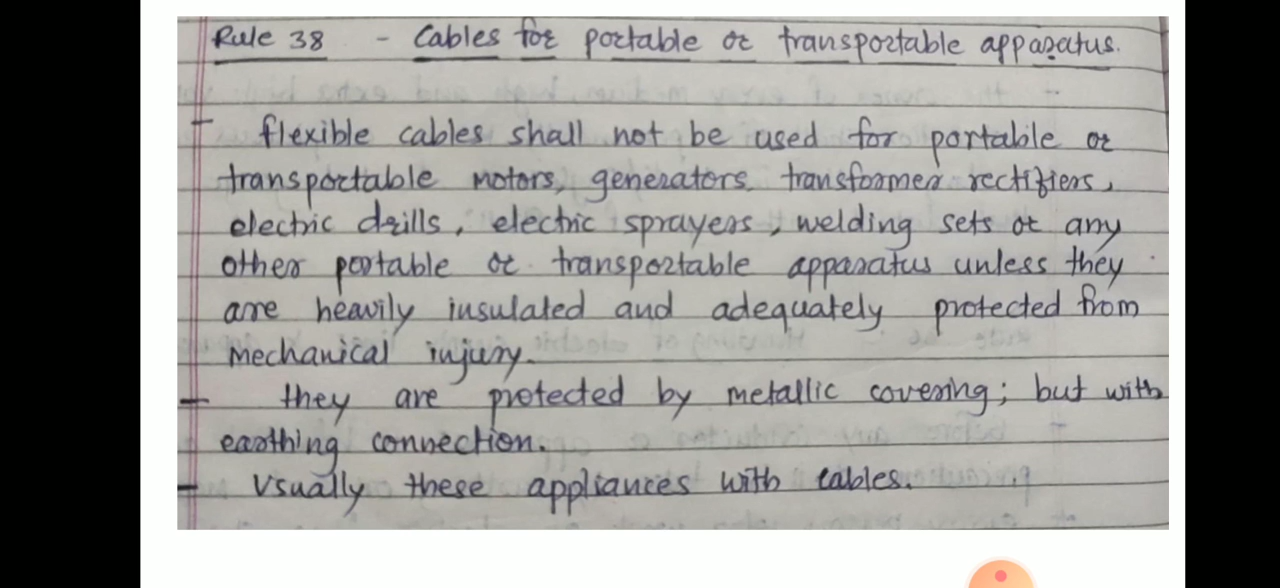 Rule 38 - Cables for portable or transportable apparatus.
- flexible cables shall not be used for portable or
transportable motors, generators, transformer rectifiers,
electric drills, electric sprayers, welding sets or any
other portable or transportable apparatus unless they
are heavily insulated and adequately protected from
mechanical injury.
- they are protected by metallic covering; but with
earthing connection.
- Usually these appliances with cables.